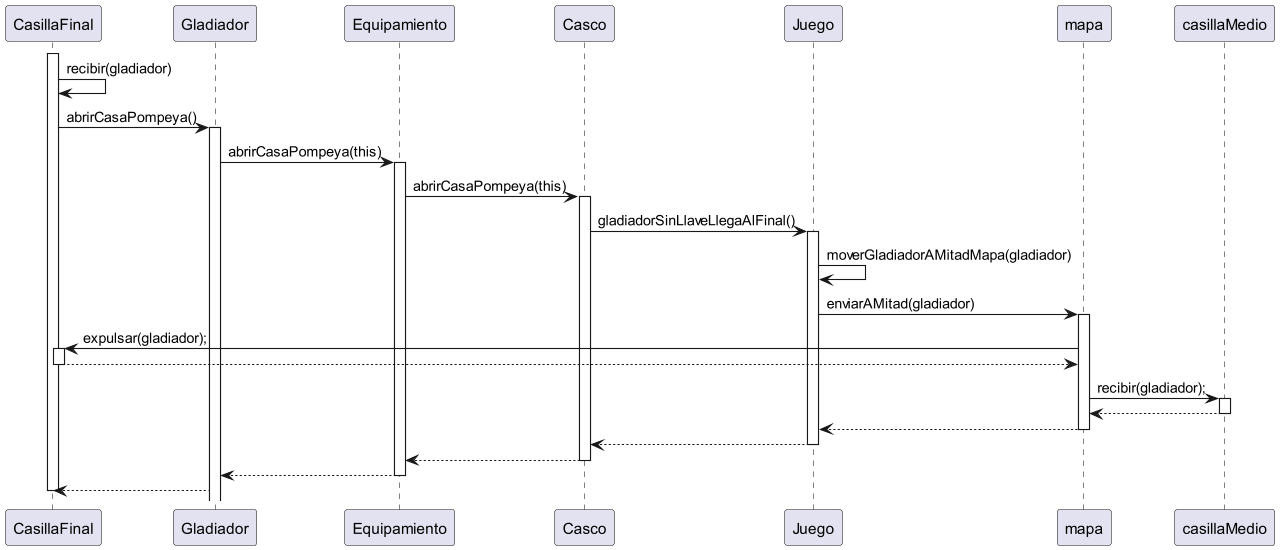 CasillaFinal
Gladiador
Equipamiento
Casco
Juego
mapa
casillaMedio
recibir(gladiador)
abrirCasaPompeya()
abrirCasaPompeya(this)
abrirCasaPompeya(this)
gladiadorSinLlaveLlegaAlFinal()
moverGladiadorAMitadMapa(gladiador)
enviarAMitad(gladiador)
expulsar(gladiador);
recibir(gladiador);
CasillaFinal
Gladiador
Equipamiento
Casco
Juego
mapa
casillaMedio